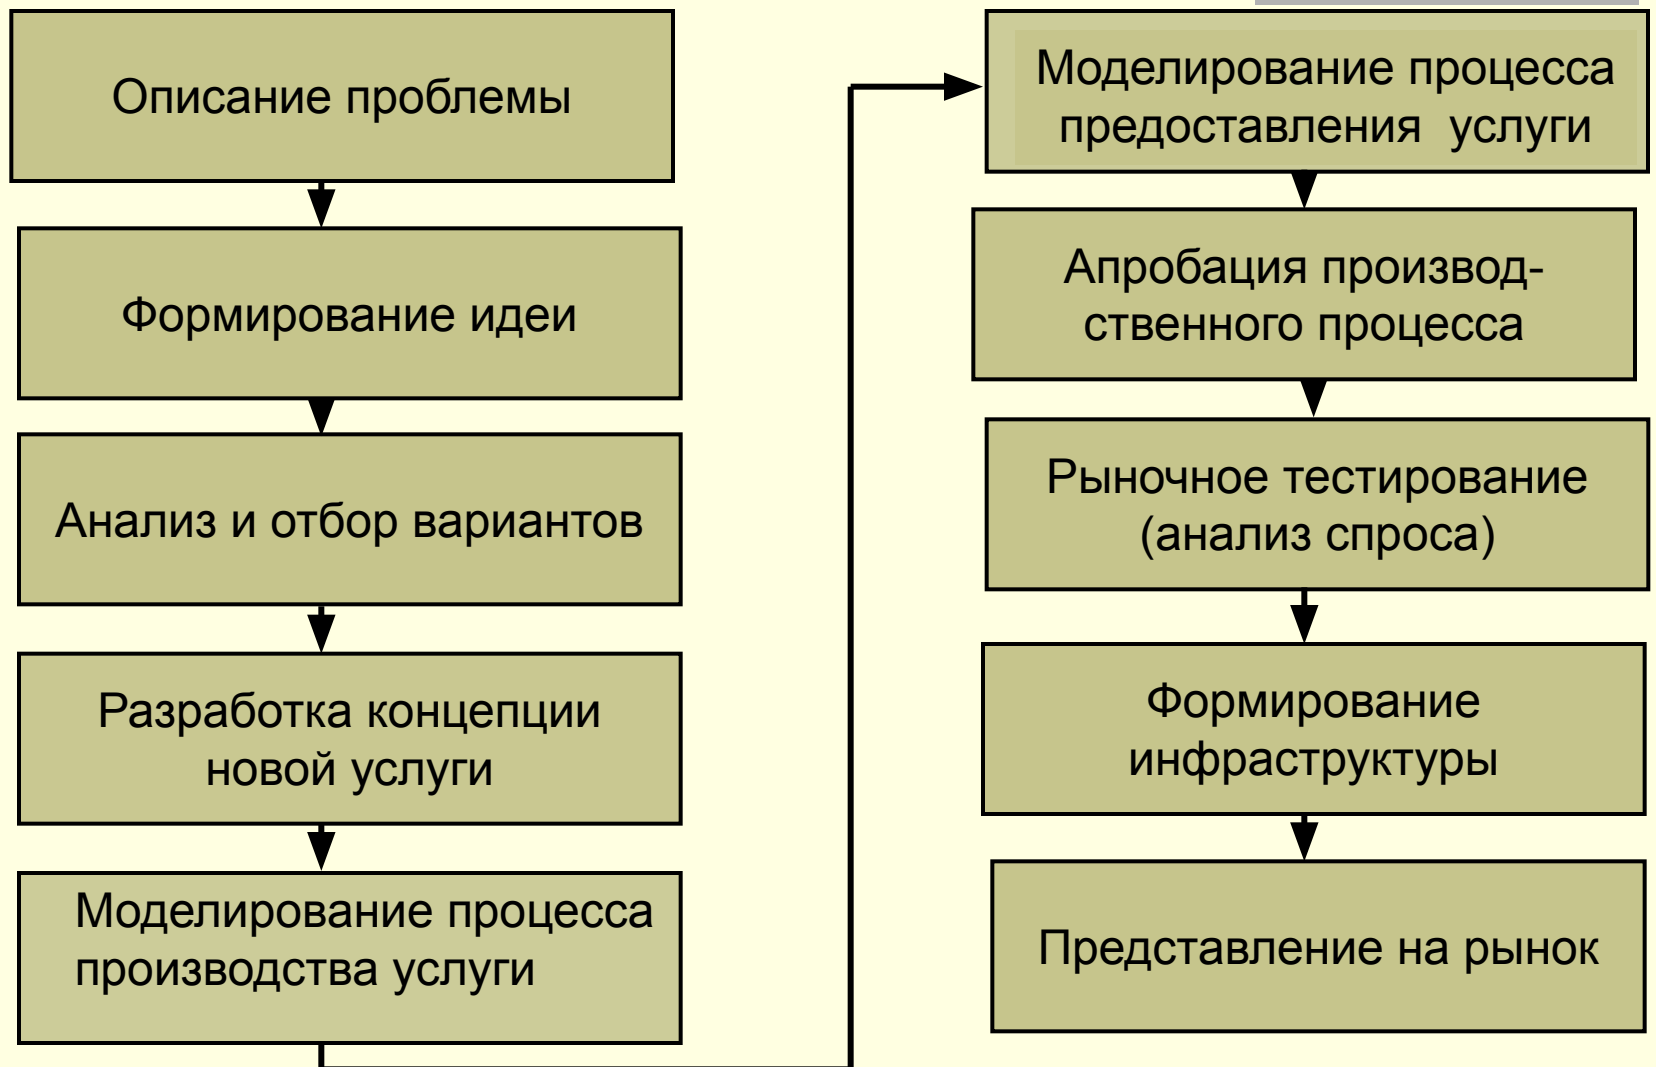 Описание проблемы
Формирование идеи
Анализ и отбор вариантов
Разработка концепции
новой услуги
Моделирование процесса
производства услуги
Моделирование процесса
предоставления услуги
Апробация производ-
ственного процесса
Рыночное тестирование
(анализ спроса)
Формирование
инфраструктуры
Представление на рынок